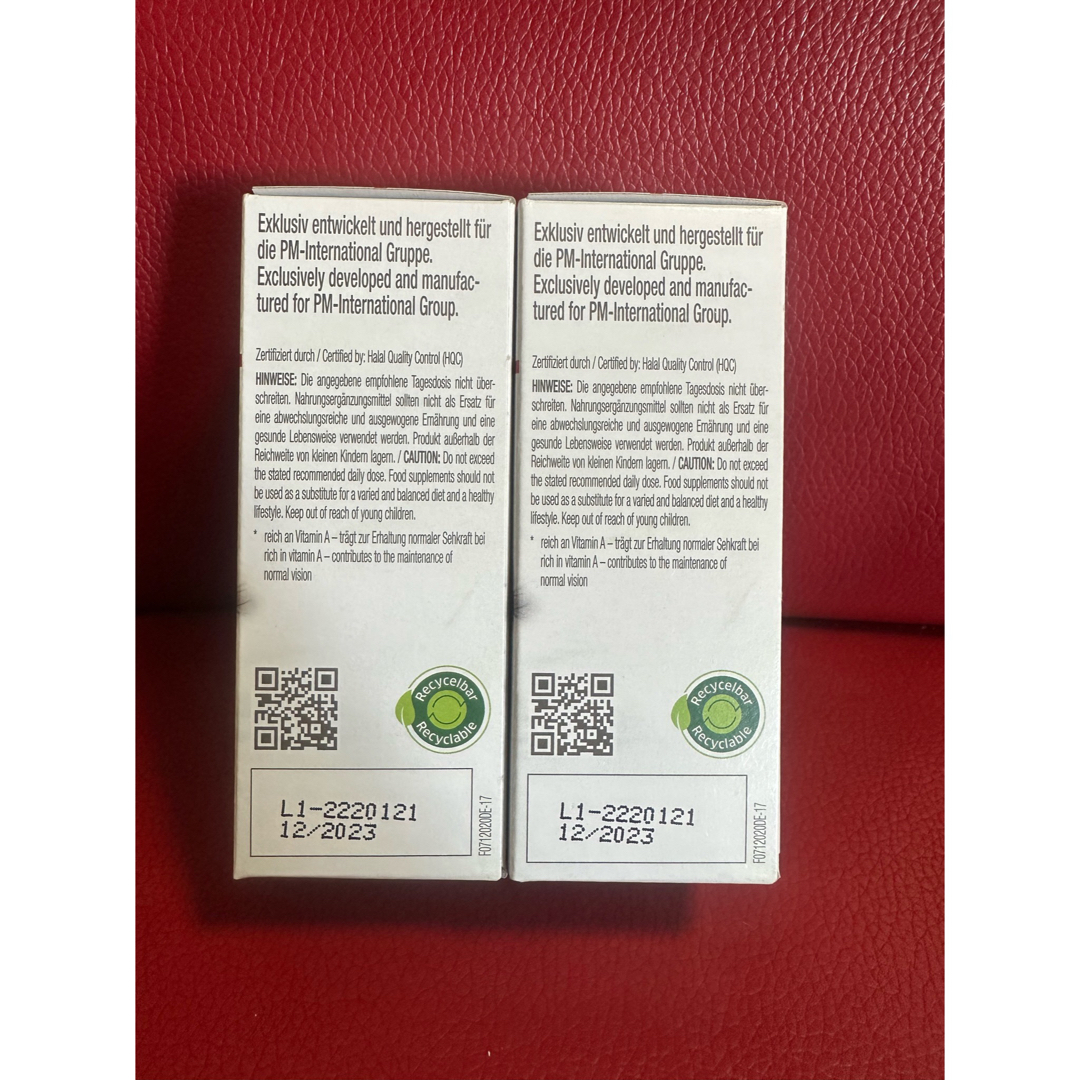 Exklusiv entwickelt und hergestellt für
die PM-International Gruppe.
Exclusively developed and manufac-
tured for PM-International Group.
Zertifiziert durch / Certified by: Halal Quality Control (HQC)
HINWEISE: Die angegebene empfohlene Tagesdosis nicht über-
schreiten. Nahrungsergänzungsmittel sollten nicht als Ersatz für
eine abwechslungsreiche und ausgewogene Ernährung und eine
gesunde Lebensweise verwendet werden. Produkt außerhalb der
Reichweite von kleinen Kindern lagern. / CAUTION: Do not exceed
the stated recommended daily dose. Food supplements should not
be used as a substitute for a varied and balanced diet and a healthy
lifestyle. Keep out of reach of young children.
* reich an Vitamin A – trägt zur Erhaltung normaler Sehkraft bei
rich in vitamin A – contributes to the maintenance of
normal vision
Recycelbar
Recyclable
L1-2220121
12/2023
F0712020DE-17
Exklusiv entwickelt und hergestellt für
die PM-International Gruppe.
Exclusively developed and manufac-
tured for PM-International Group.
Zertifiziert durch / Certified by: Halal Quality Control (HQC)
HINWEISE: Die angegebene empfohlene Tagesdosis nicht über-
schreiten. Nahrungsergänzungsmittel sollten nicht als Ersatz für
eine abwechslungsreiche und ausgewogene Ernährung und eine
gesunde Lebensweise verwendet werden. Produkt außerhalb der
Reichweite von kleinen Kindern lagern. / CAUTION: Do not exceed
the stated recommended daily dose. Food supplements should not
be used as a substitute for a varied and balanced diet and a healthy
lifestyle. Keep out of reach of young children.
* reich an Vitamin A – trägt zur Erhaltung normaler Sehkraft bei
rich in vitamin A – contributes to the maintenance of
normal vision
Recycelbar
Recyclable
L1-2220121
12/2023
F0712020DE-17